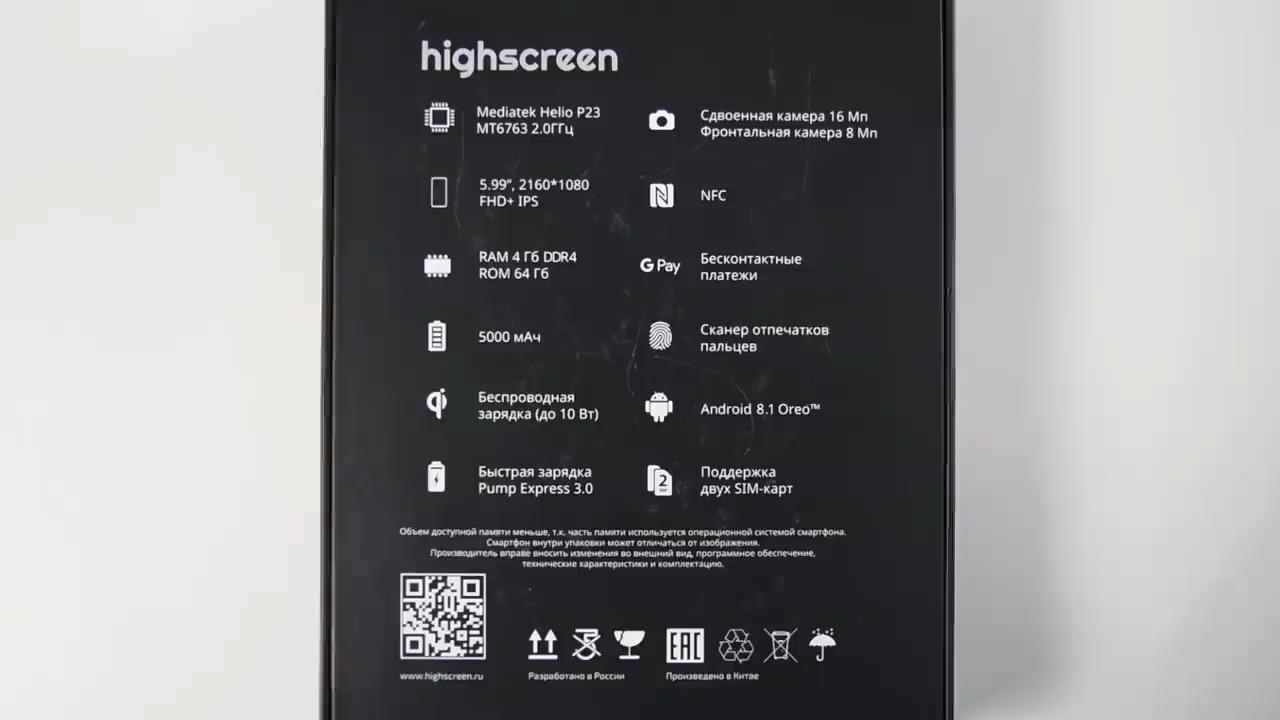 highscreen
Mediatek Helio P23
MT6763 2.0ГГц
Сдвоенная камера 16 Мп
Фронтальная камера 8 Мп
5.99“, 2160*1080
FHD+ IPS
NFC
RAM 4 Гб DDR4
ROM 64 Гб
G Pay
Бесконтактные
платежи
5000 мАч
Сканер отпечатков
пальцев
Беспроводная
зарядка (до 10 Вт)
Android 8.1 Oreo™
Быстрая зарядка
Pump Express 3.0
2
Поддержка
двух SIM-карт
Объем доступной памяти меньше, т.к. часть памяти используется операционной системой смартфона.
Смартфон внутри упаковки может отличаться от изображения.
Производитель вправе вносить изменения во внешний вид, программное обеспечение,
технические характеристики и комплектацию.
EAC
www.highscreen.ru
Разработано в России
Произведено в Китае